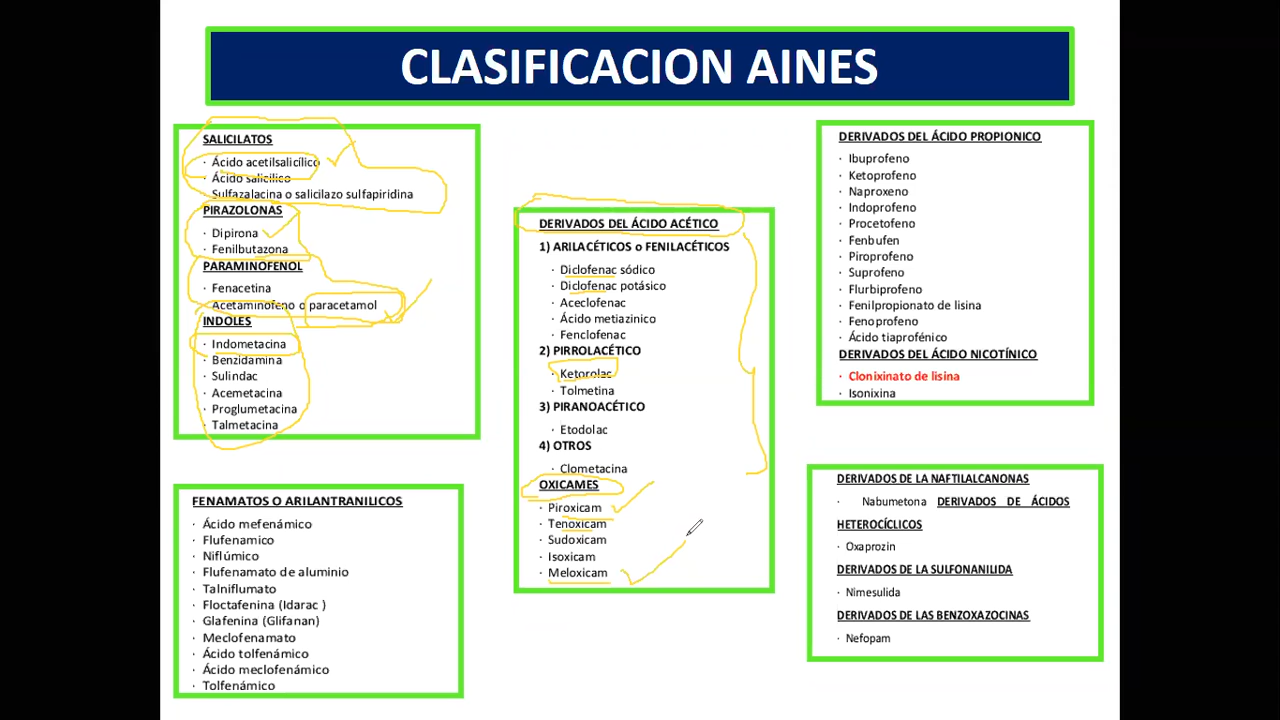 CLASIFICACION AINES
SALICILATOS
· Ácido acetilsalicílico
· Ácido salicílico
· Sulfazalacina o salicilazo sulfapiridina
PIRAZOLONAS
· Dipirona
· Fenilbutazona
PARAMINOFENOL
· Fenacetina
· Acetaminofeno o paracetamol
INDOLES
· Indometacina
· Benzidamina
· Sulindac
· Acemetacina
· Proglumetacina
· Talmetacina
FENAMATOS O ARILANTRANILICOS
· Ácido mefenámico
· Flufenamico
· Niflúmico
· Flufenamato de aluminio
· Talniflumato
· Floctafenina (Idarac )
· Glafenina (Glifanan)
· Meclofenamato
· Ácido tolfenámico
· Ácido meclofenámico
· Tolfenámico
DERIVADOS DEL ÁCIDO ACÉTICO
1) ARILACÉTICOS o FENILACÉTICOS
· Diclofenac sódico
· Diclofenac potásico
· Aceclofenac
· Ácido metiazinico
· Fenclofenac
2) PIRROLACÉTICO
· Ketorolac
· Tolmetina
3) PIRANOACÉTICO
· Etodolac
4) OTROS
· Clometacina
OXICAMES
· Piroxicam
· Tenoxicam
· Sudoxicam
· Isoxicam
· Meloxicam
DERIVADOS DEL ÁCIDO PROPIONICO
· Ibuprofeno
· Ketoprofeno
· Naproxeno
· Indoprofeno
· Procetofeno
· Fenbufen
· Piroprofeno
· Suprofeno
· Flurbiprofeno
· Fenilpropionato de lisina
· Fenoprofeno
· Ácido tiaprofénico
DERIVADOS DEL ÁCIDO NICOTÍNICO
· Clonixinato de lisina
· Isonixina
DERIVADOS DE LA NAFTILALCANONAS
· Nabumetona DERIVADOS DE ÁCIDOS
HETEROCÍCLICOS
· Oxaprozin
DERIVADOS DE LA SULFONANILIDA
· Nimesulida
DERIVADOS DE LAS BENZOXAZOCINAS
· Nefopam